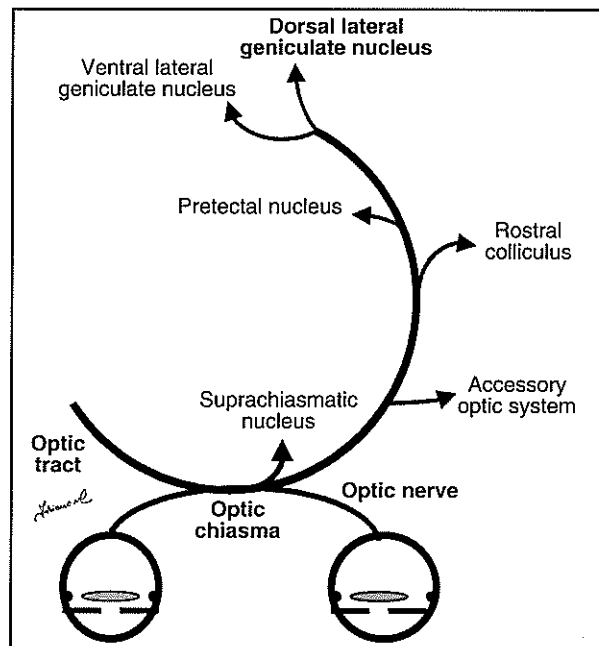 Dorsal lateral
geniculate nucleus
Ventral lateral
geniculate nucleus
Pretectal nucleus
Rostral
colliculus
Accessory
optic system
Suprachiasmatic
nucleus
Optic
tract
Optic nerve
Optic
chiasma